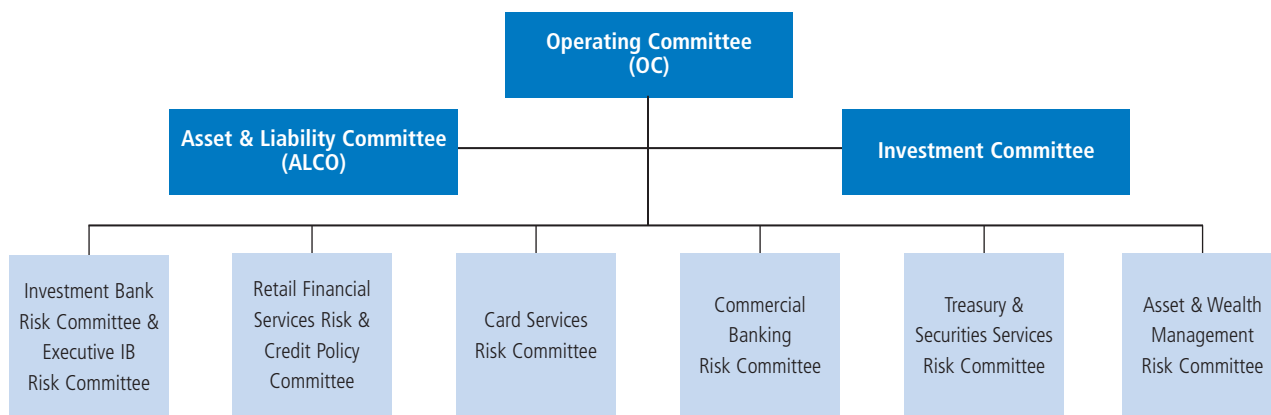 Operating Committee
(OC)
Asset & Liability Committee
(ALCO)
Investment Committee
Investment Bank
Risk Committee &
Executive IB
Risk Committee
Retail Financial
Services Risk &
Credit Policy
Committee
Card Services
Risk Committee
Commercial
Banking
Risk Committee
Treasury &
Securities Services
Risk Committee
Asset & Wealth
Management
Risk Committee